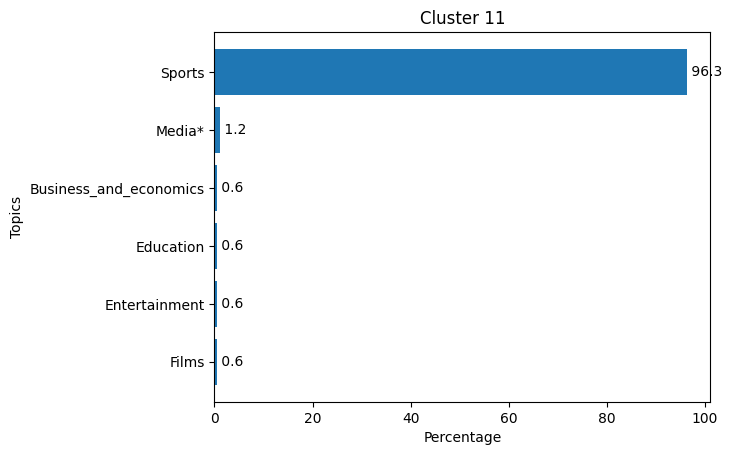 Cluster 11
Topics
Sports 96.3
Media* 1.2
Business_and_economics 0.6
Education 0.6
Entertainment 0.6
Films 0.6
0 20 40 60 80 100
Percentage